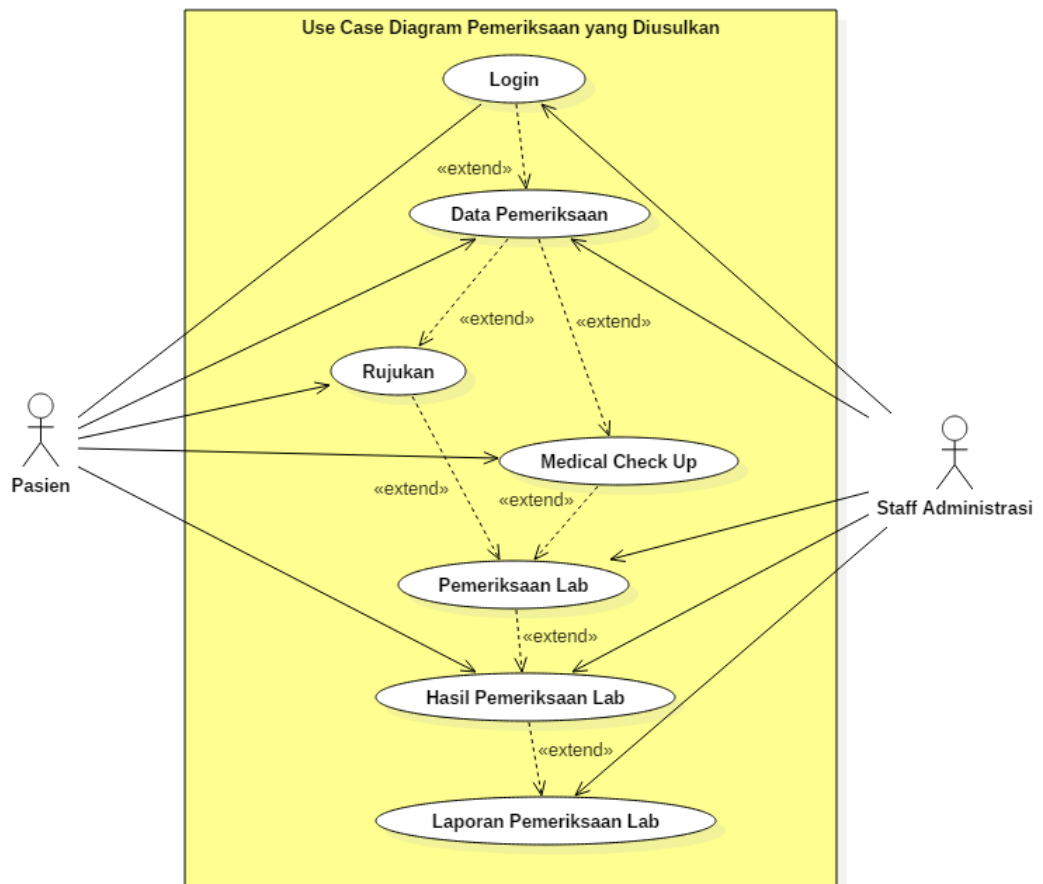 Use Case Diagram Pemeriksaan yang Diusulkan
Login
«extend»
Data Pemeriksaan
«extend»
«extend»
Rujukan
Medical Check Up
Pasien
«extend»
«extend»
Staff Administrasi
Pemeriksaan Lab
«extend»
Hasil Pemeriksaan Lab
«extend»
Laporan Pemeriksaan Lab